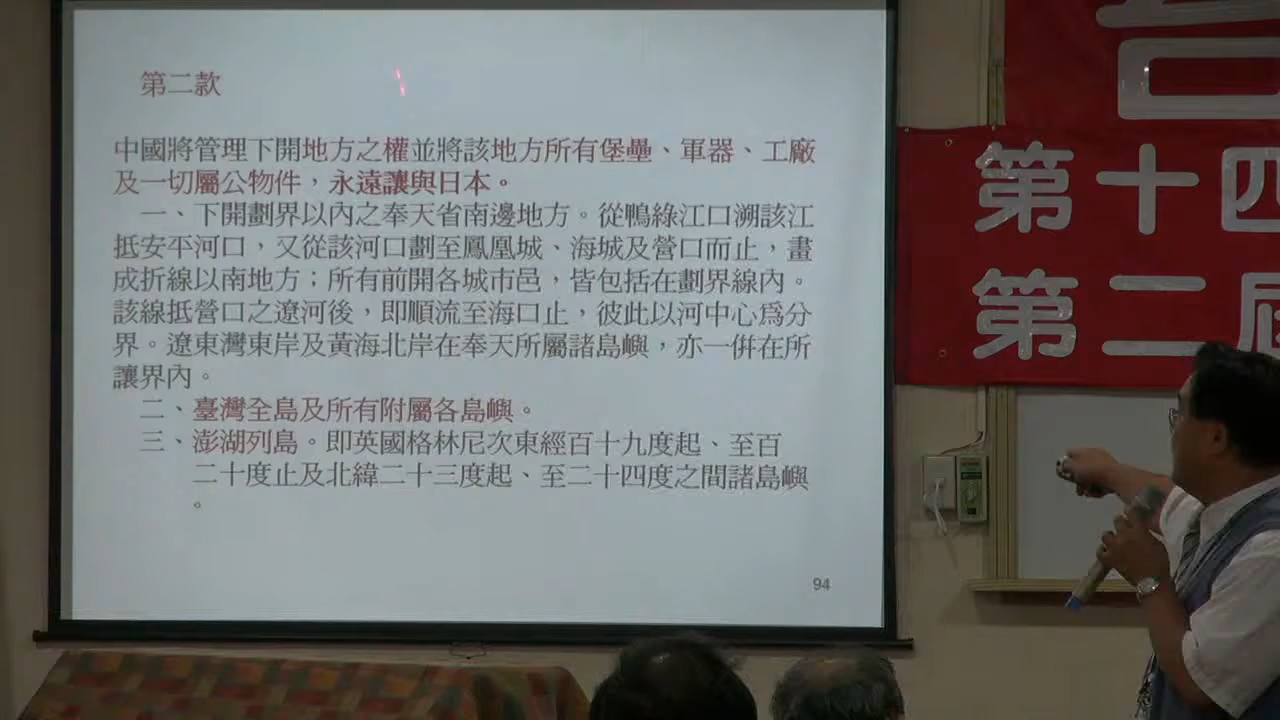 第二款
中國將管理下開地方之權並將該地方所有堡壘、軍器、工廠
及一切屬公物件，永遠讓與日本。
一、下開劃界以內之奉天省南邊地方。從鴨綠江口溯該江
抵安平河口，又從該河口劃至鳳凰城、海城及營口而止，畫
成折線以南地方；所有前開各城市邑，皆包括在劃界線內。
該線抵營口之遼河後，即順流至海口止，彼此以河中心為分
界。遼東灣東岸及黃海北岸在奉天所屬諸島嶼，亦一併在所
讓界內。
二、臺灣全島及所有附屬各島嶼。
三、澎湖列島。即英國格林尼次東經百十九度起、至百
二十度止及北緯二十三度起、至二十四度之間諸島嶼
。
94
第十四
第二屆